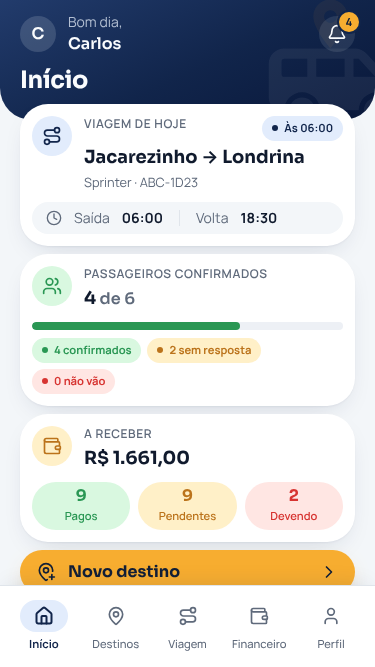 C
Bom dia,
Carlos
4
Início
VIAGEM DE HOJE
Às 06:00
Jacarezinho → Londrina
Sprinter · ABC-1D23
Saída 06:00 Volta 18:30
PASSAGEIROS CONFIRMADOS
4 de 6
4 confirmados 2 sem resposta
0 não vão
A RECEBER
R$ 1.661,00
9 9 2
Pagos Pendentes Devendo
Novo destino
Início Destinos Viagem Financeiro Perfil